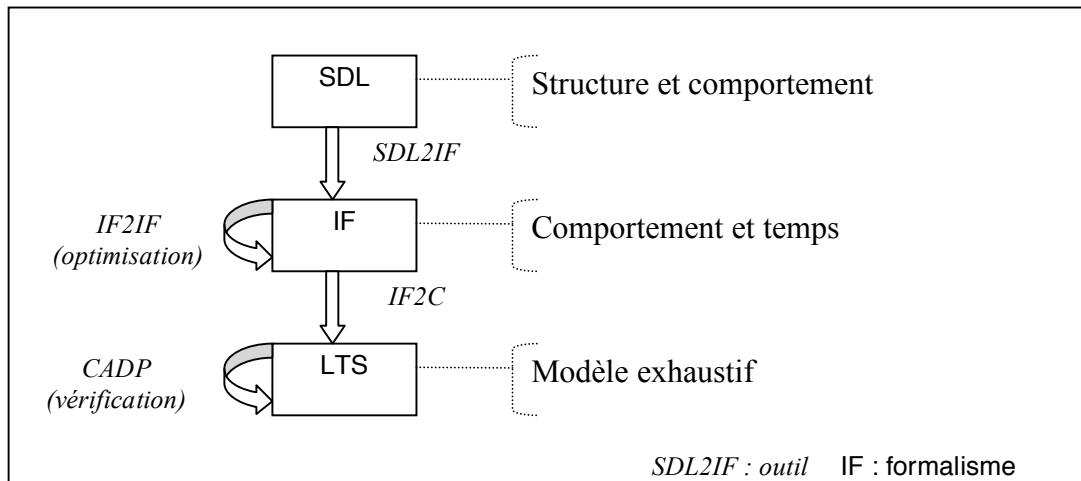 SDL
Structure et comportement
SDL2IF
IF2IF
(optimisation)
IF
Comportement et temps
IF2C
CADP
(vérification)
LTS
Modèle exhaustif
SDL2IF : outil IF : formalisme